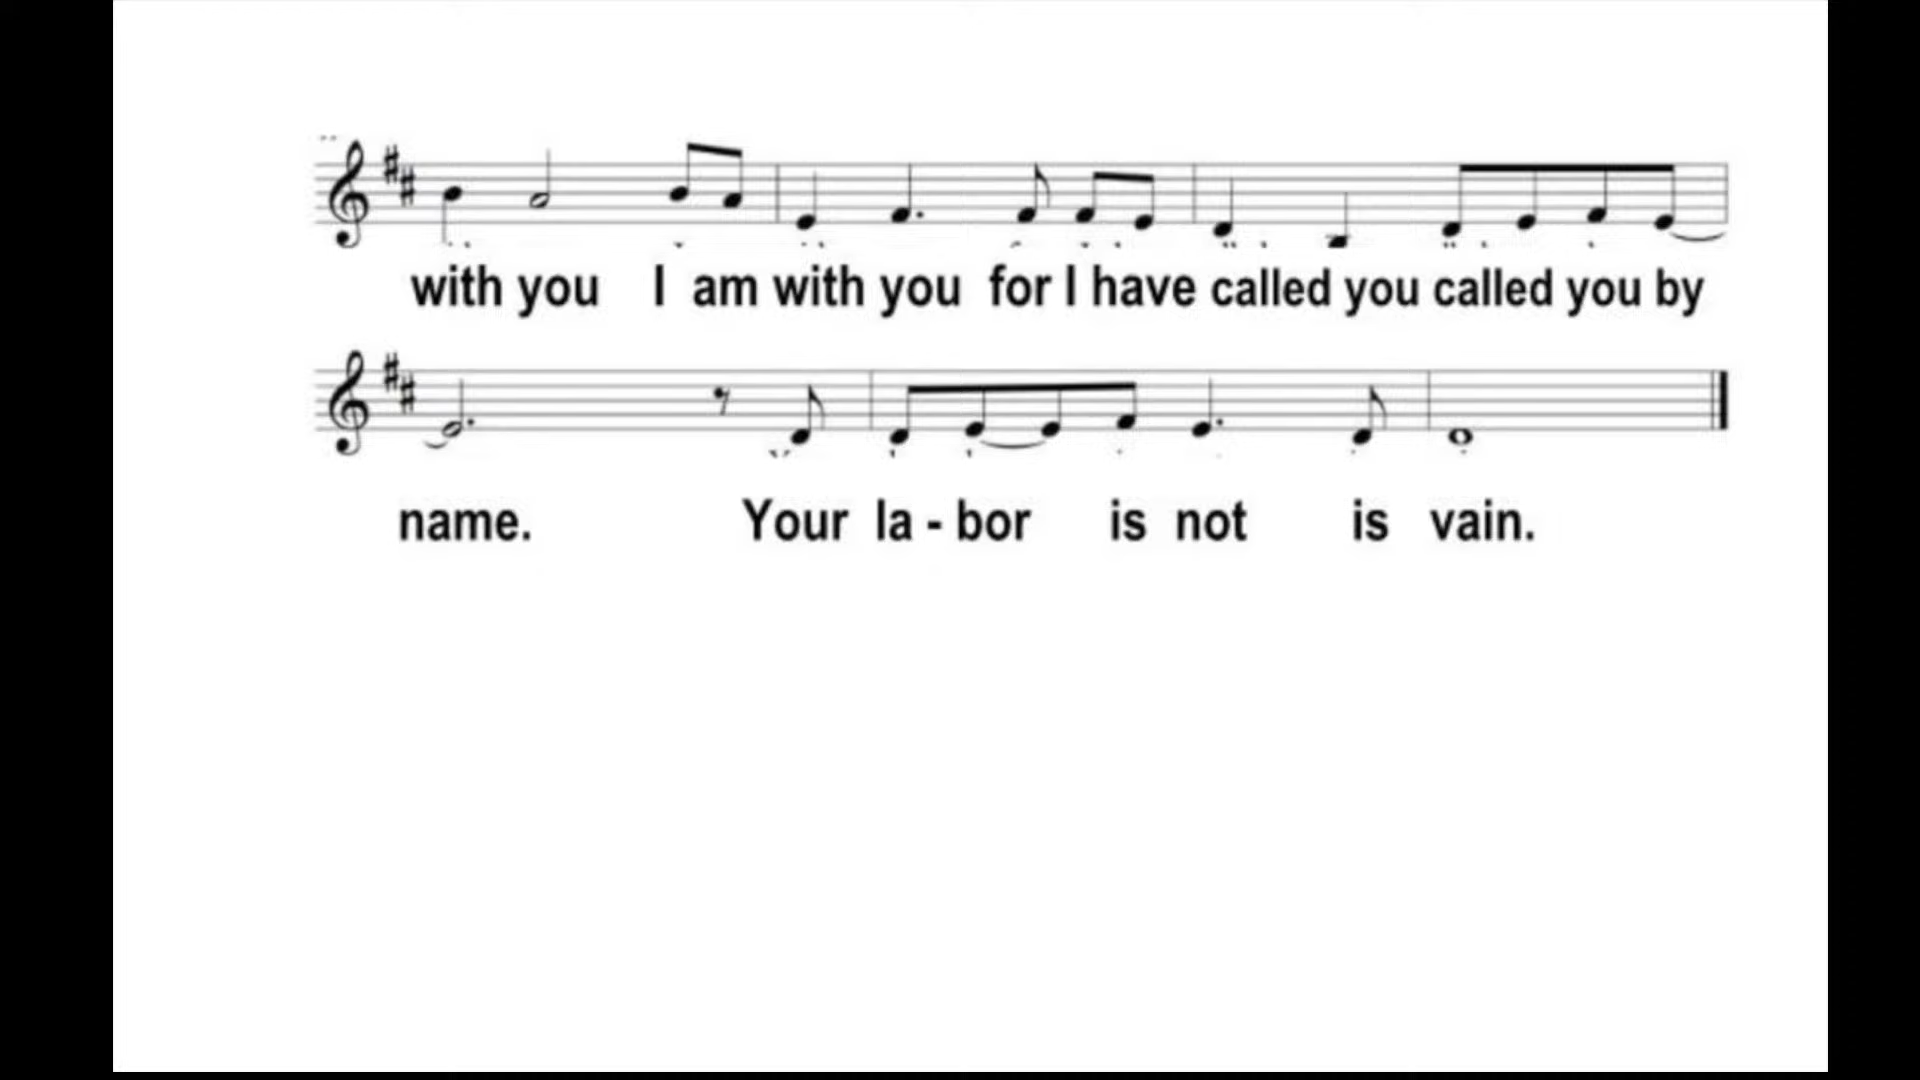 with you I am with you for I have called you called you by
name. Your la - bor is not is vain.